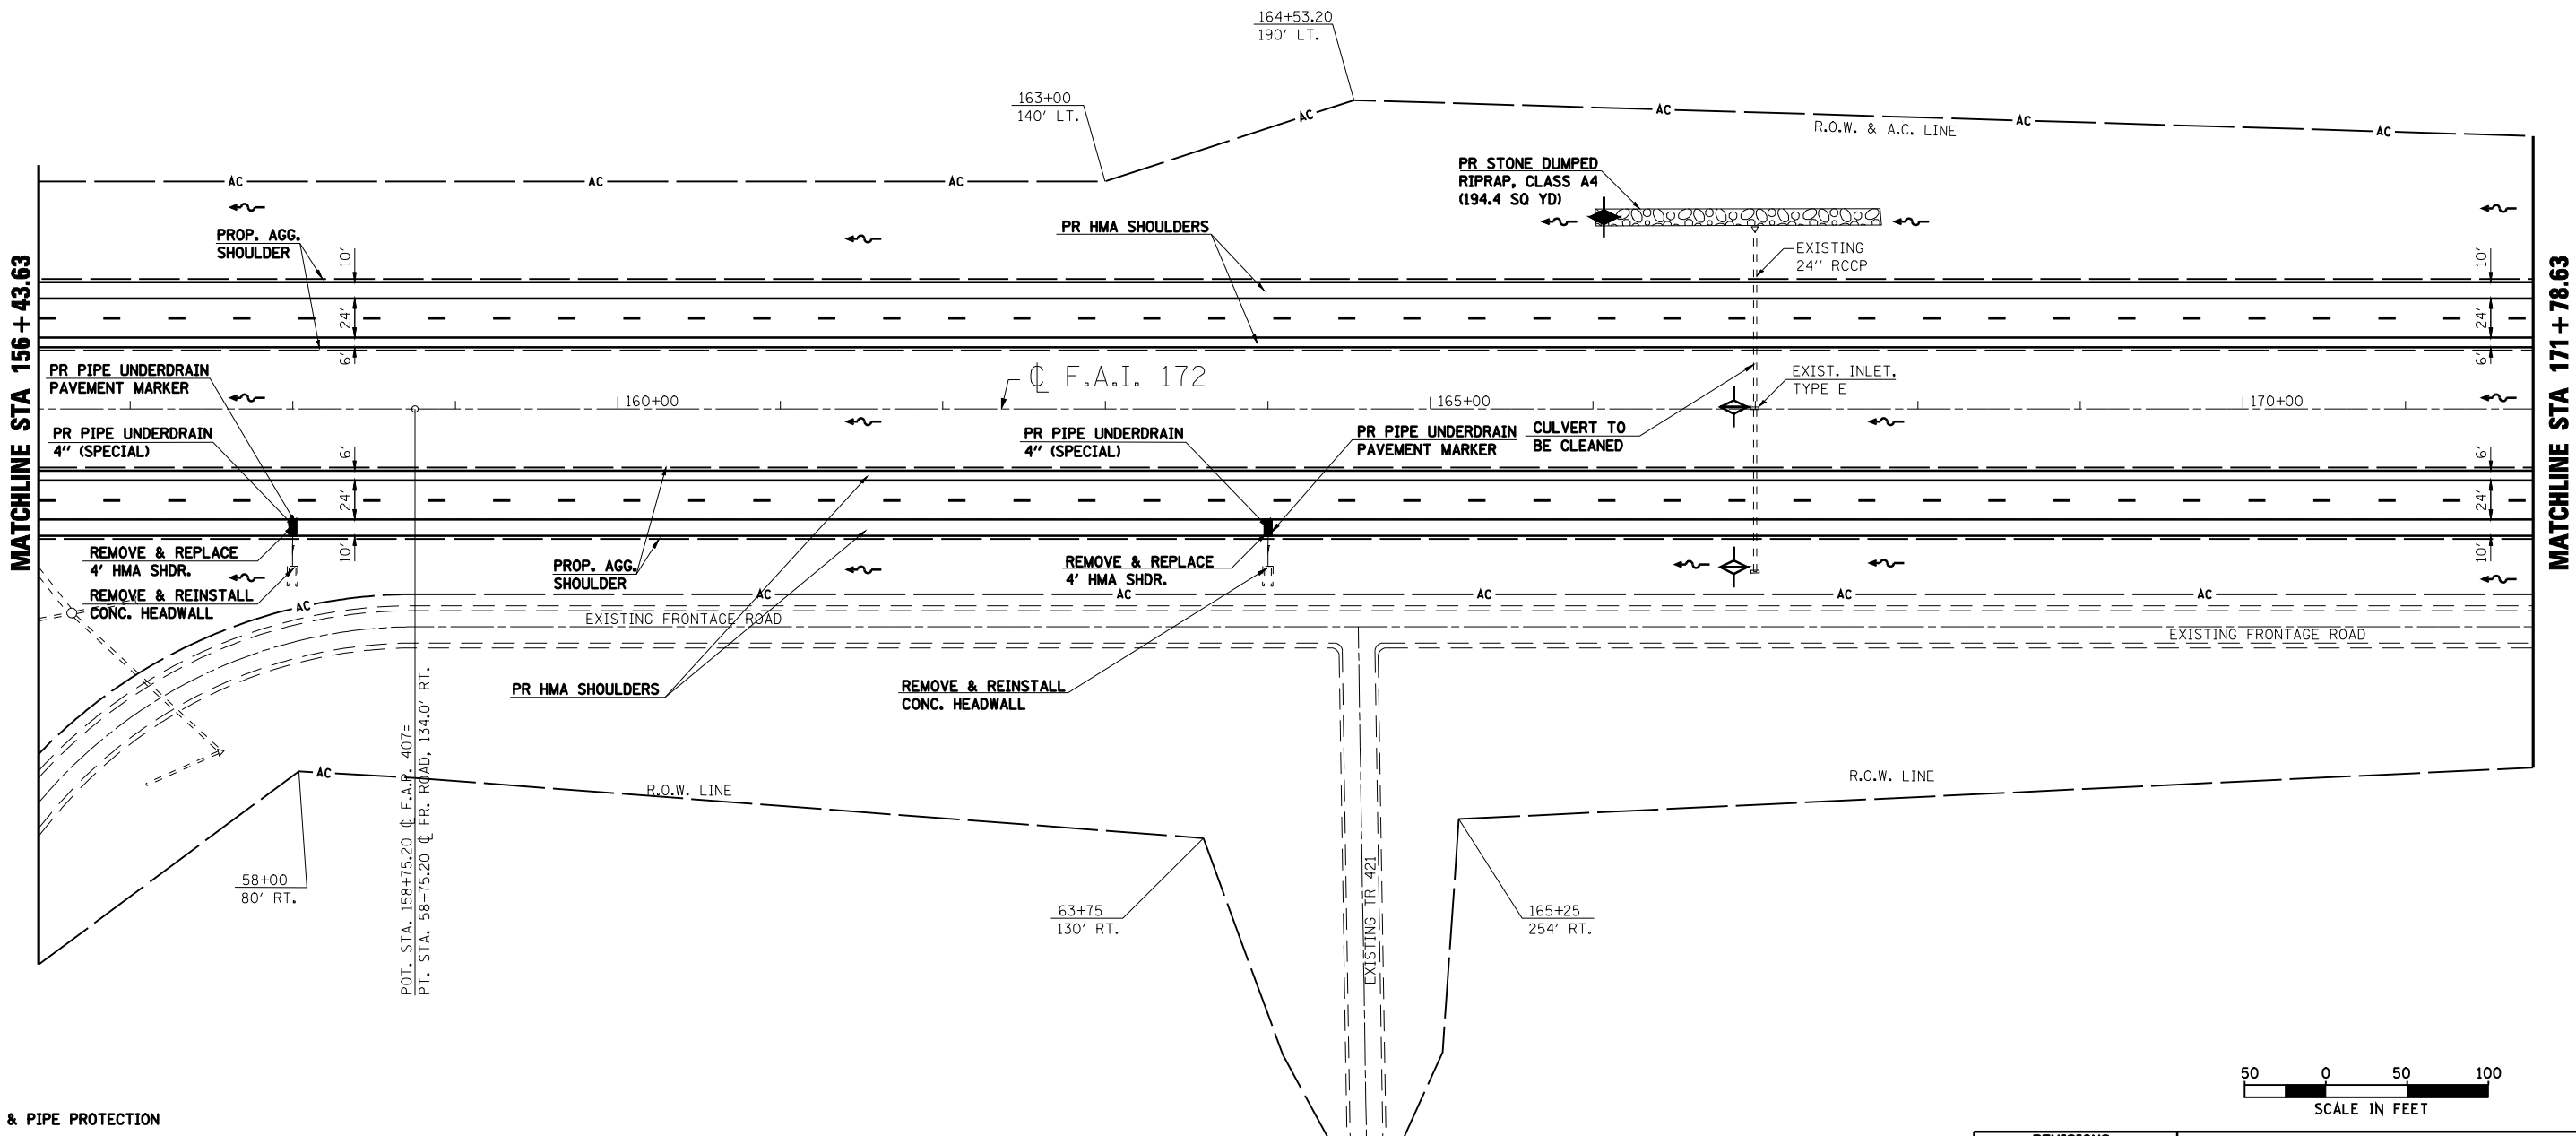 164+53.20
190' LT.
163+00
140' LT.
AC
AC
AC
AC
R.O.W. & A.C. LINE
AC
AC
AC
AC
PR STONE DUMPED
RIPRAP, CLASS A4
(194.4 SQ YD)
PROP. AGG.
SHOULDER
PR HMA SHOULDERS
10'
24'
6'
EXISTING
24'' RCCP
10'
24'
6'
MATCHLINE STA 156+43.63
MATCHLINE STA 171+78.63
PR PIPE UNDERDRAIN
PAVEMENT MARKER
℄ F.A.I. 172
EXIST. INLET,
TYPE E
160+00
165+00
170+00
PR PIPE UNDERDRAIN
4'' (SPECIAL)
PR PIPE UNDERDRAIN
4'' (SPECIAL)
PR PIPE UNDERDRAIN
PAVEMENT MARKER
CULVERT TO
BE CLEANED
6'
24'
10'
6'
24'
10'
REMOVE & REPLACE
4' HMA SHDR.
PROP. AGG.
SHOULDER
REMOVE & REPLACE
4' HMA SHDR.
REMOVE & REINSTALL
CONC. HEADWALL
AC
AC
AC
AC
AC
AC
EXISTING FRONTAGE ROAD
EXISTING FRONTAGE ROAD
PR HMA SHOULDERS
REMOVE & REINSTALL
CONC. HEADWALL
POT. STA. 158+75.20 ℄ F.A.P. 407=
PT. STA. 58+75.20 ℄ FR. ROAD, 134.0' RT.
AC
R.O.W. LINE
R.O.W. LINE
58+00
80' RT.
63+75
130' RT.
EXISTING TR 421
165+25
254' RT.
50 0 50 100
SCALE IN FEET
& PIPE PROTECTION
REVISIONS